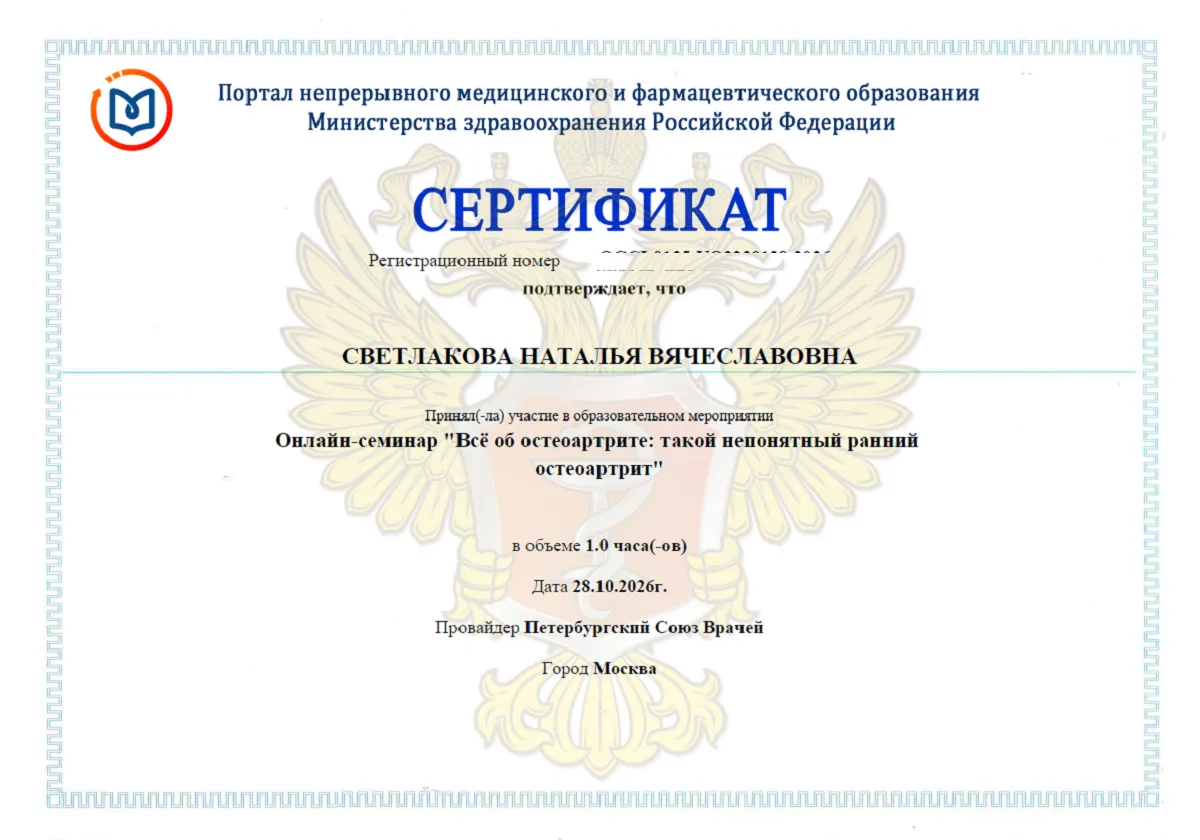 Портал непрерывного медицинского и фармацевтического образования
Министерства здравоохранения Российской Федерации
СЕРТИФИКАТ
Регистрационный номер
подтверждает, что
СВЕТЛАКОВА НАТАЛЬЯ ВЯЧЕСЛАВОВНА
Принял(-ла) участие в образовательном мероприятии
Онлайн-семинар "Всё об остеоартрите: такой непонятный ранний
остеоартрит"
в объеме 1.0 часа(-ов)
Дата 28.10.2026г.
Провайдер Петербургский Союз Врачей
Город Москва